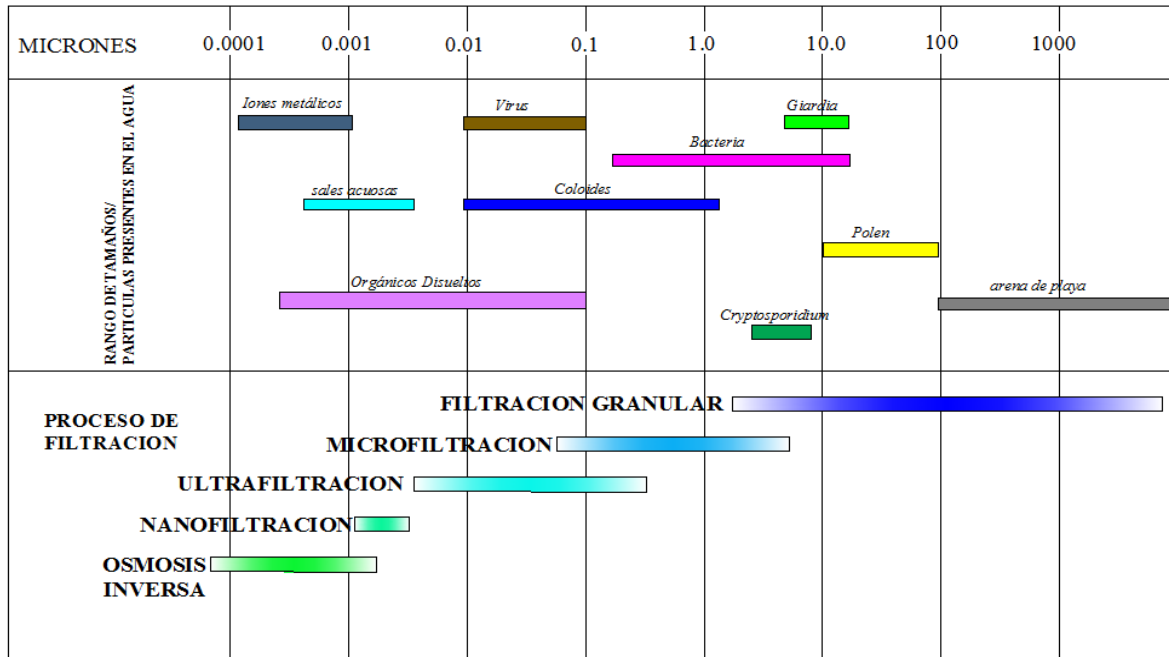 MICRONES 0.0001 0.001 0.01 0.1 1.0 10.0 100 1000
RANGO DE TAMAÑOS/
PARTICULAS PRESENTES EN EL AGUA
Iones metálicos
Virus
Giardia
Bacteria
sales acuosas
Coloides
Polen
Orgánicos Disueltos
arena de playa
Cryptosporidium
PROCESO DE
FILTRACION
FILTRACION GRANULAR
MICROFILTRACION
ULTRAFILTRACION
NANOFILTRACION
OSMOSIS
INVERSA